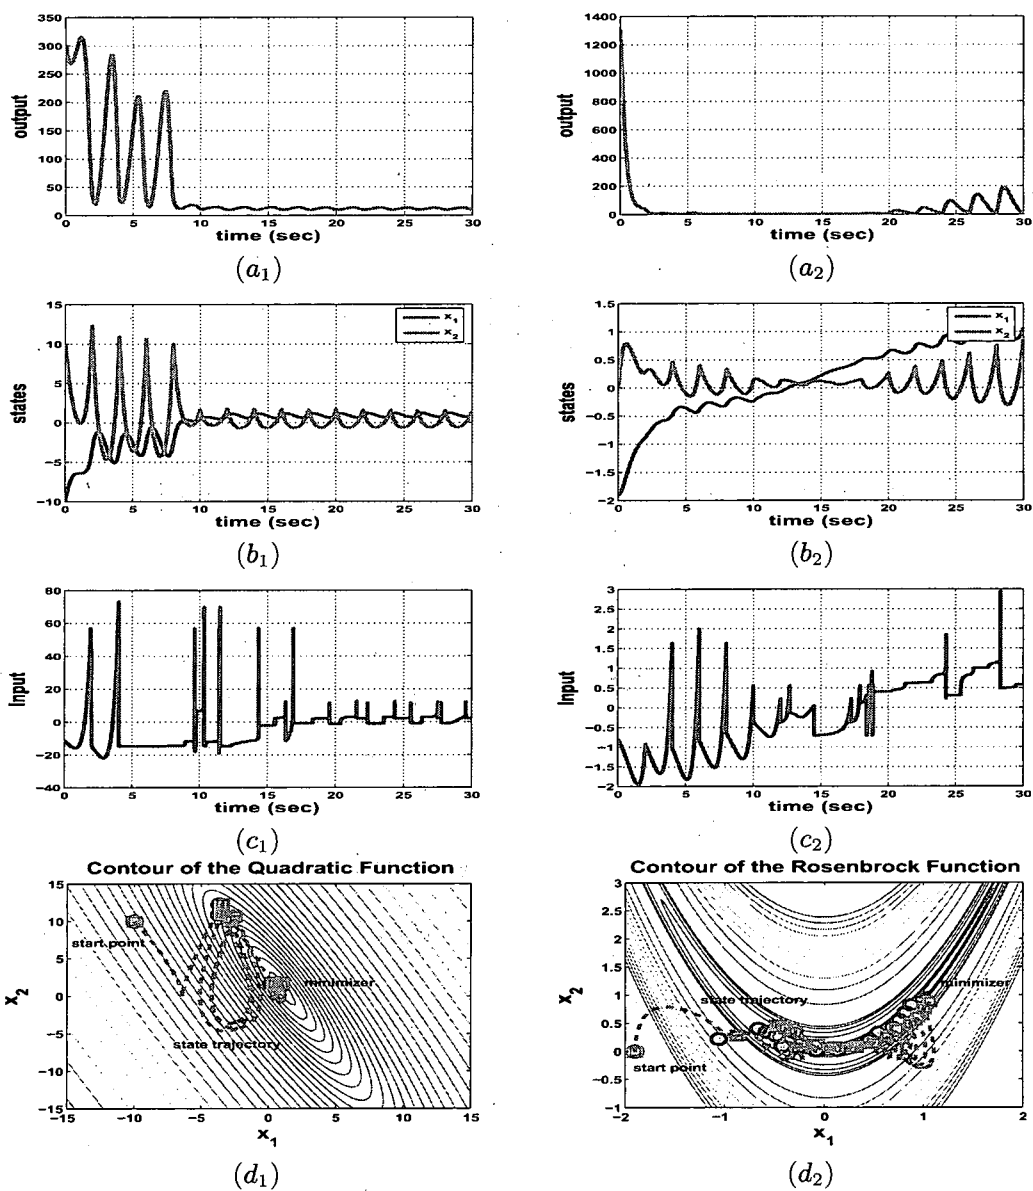 350
300
250
200
150
100
50
0
output
0 5 10 15 20 25 30
time (sec)
(a₁)
1400
1200
1000
800
600
400
200
0
output
0 5 10 15 20 25 30
time (sec)
(a₂)
15
10
5
0
−5
−10
states
x₁
x₂
0 5 10 15 20 25 30
time (sec)
(b₁)
1.5
1
0.5
0
−0.5
−1
−1.5
−2
states
x₁
x₂
0 5 10 15 20 25 30
time (sec)
(b₂)
80
60
40
20
0
−20
−40
Input
0 5 10 15 20 25 30
time (sec)
(c₁)
3
2.5
2
1.5
1
0.5
0
−0.5
−1
−1.5
−2
Input
0 5 10 15 20 25 30
time (sec)
(c₂)
Contour of the Quadratic Function
15
10
5
0
−5
−10
−15
x₂
start point
minimizer
state trajectory
−15 −10 −5 0 5 10 15
x₁
(d₁)
Contour of the Rosenbrock Function
3
2.5
2
1.5
1
0.5
0
−0.5
−1
x₂
state trajectory
minimizer
start point
−2 −1 0 1 2
x₁
(d₂)